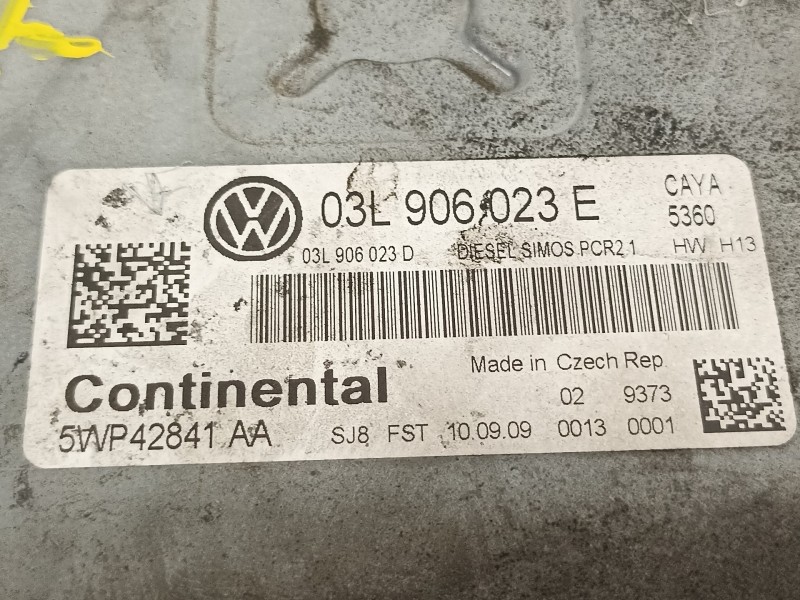 03L 906 023 E CAYA
5360
03L 906 023 D DIESEL SIMOS PCR2 1 HW H13
Made in Czech Rep
Continental 02 9373
5WP42841 AA SJ8 FST 10.09.09 0013 0001